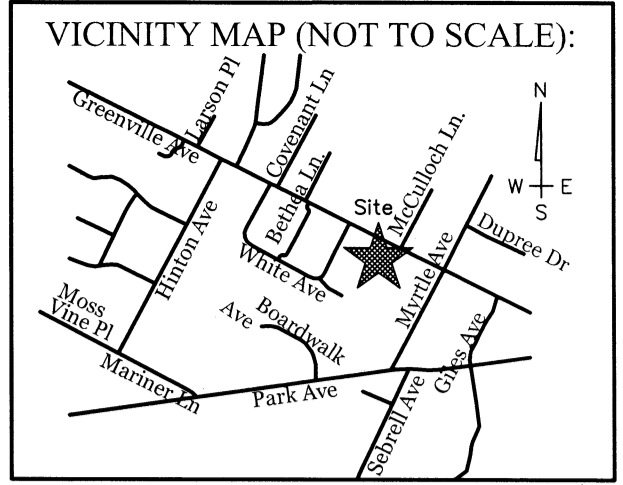 VICINITY MAP (NOT TO SCALE):
Greenville Ave
Larson Pl
Covenant Ln
Bethea Ln.
McCulloch Ln.
N
W E
S
Site
Dupree Dr
Hinton Ave
White Ave
Myrtle Ave
Moss
Vine Pl
Boardwalk
Ave
Giles Ave
Mariner Ln
Park Ave
Sebrell Ave